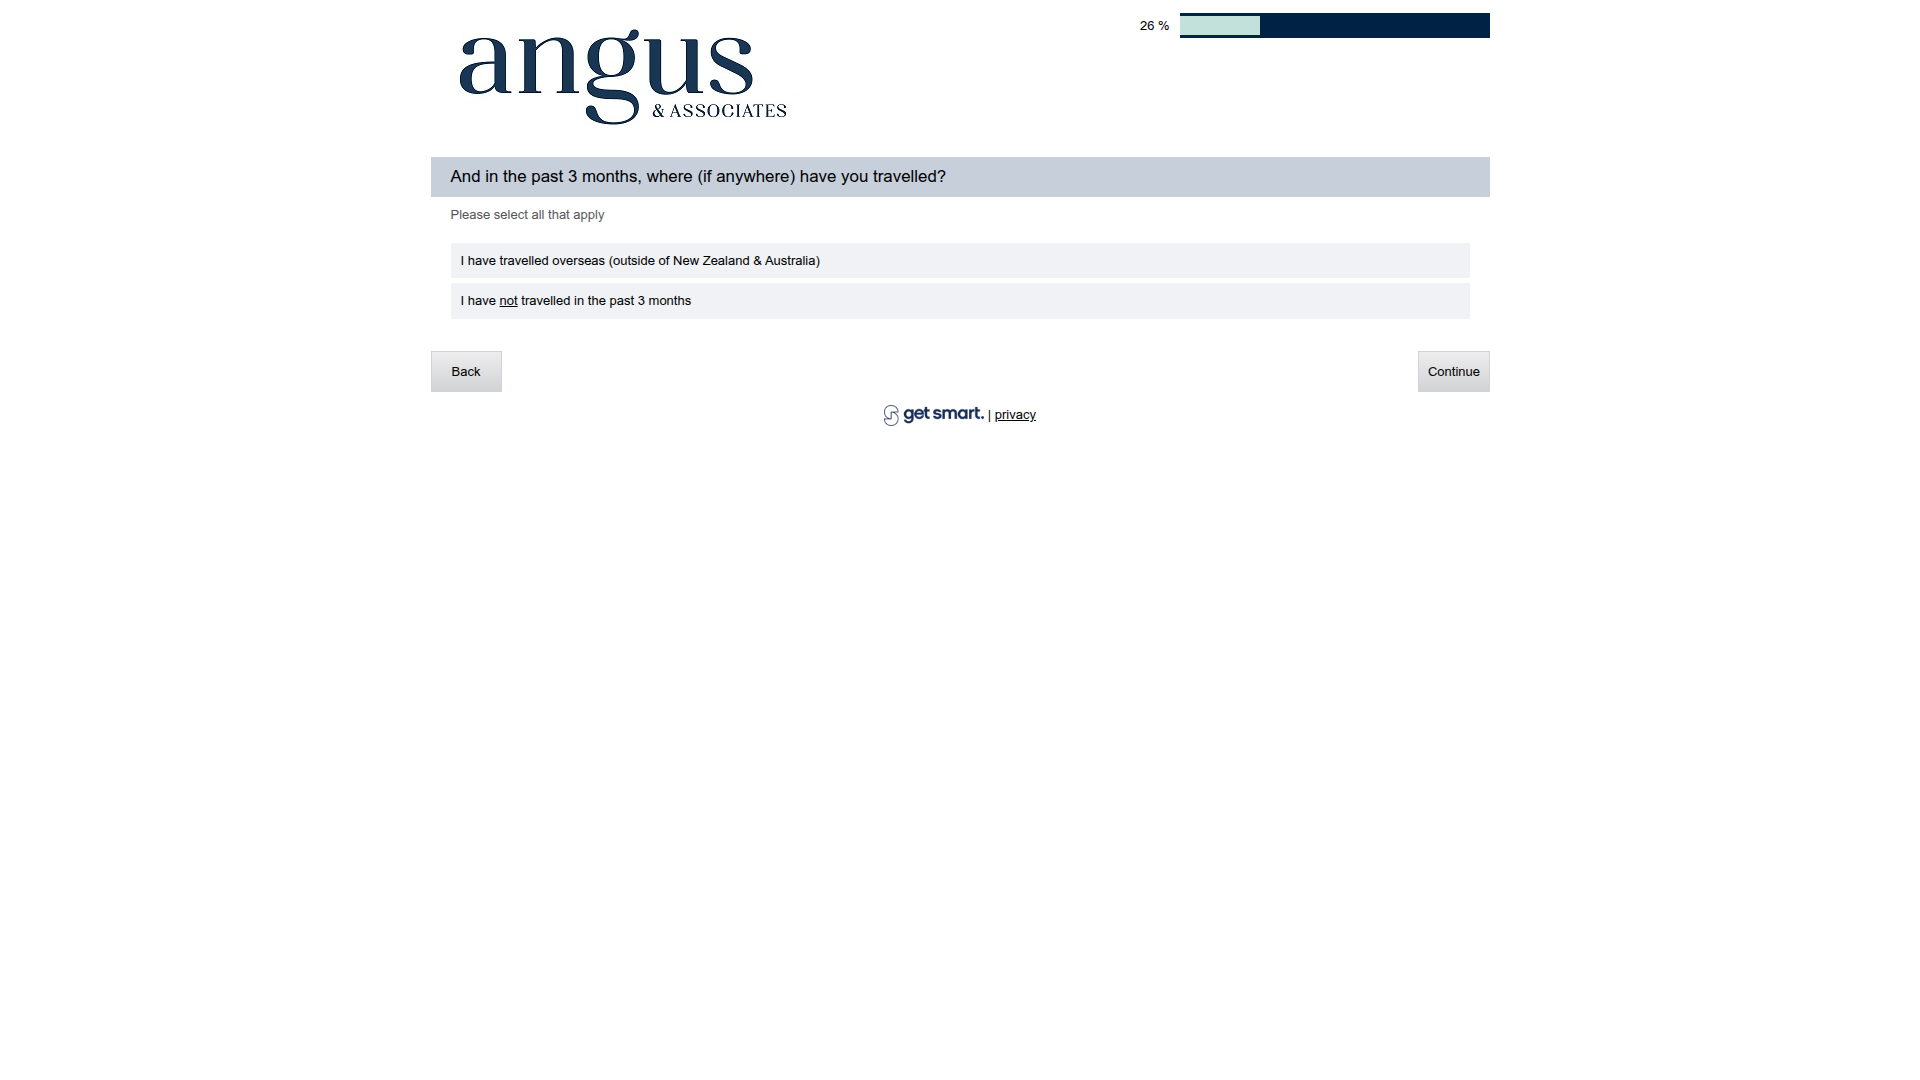 26 %
angus
& ASSOCIATES
And in the past 3 months, where (if anywhere) have you travelled?
Please select all that apply
I have travelled overseas (outside of New Zealand & Australia)
I have not travelled in the past 3 months
Back
Continue
get smart. | privacy